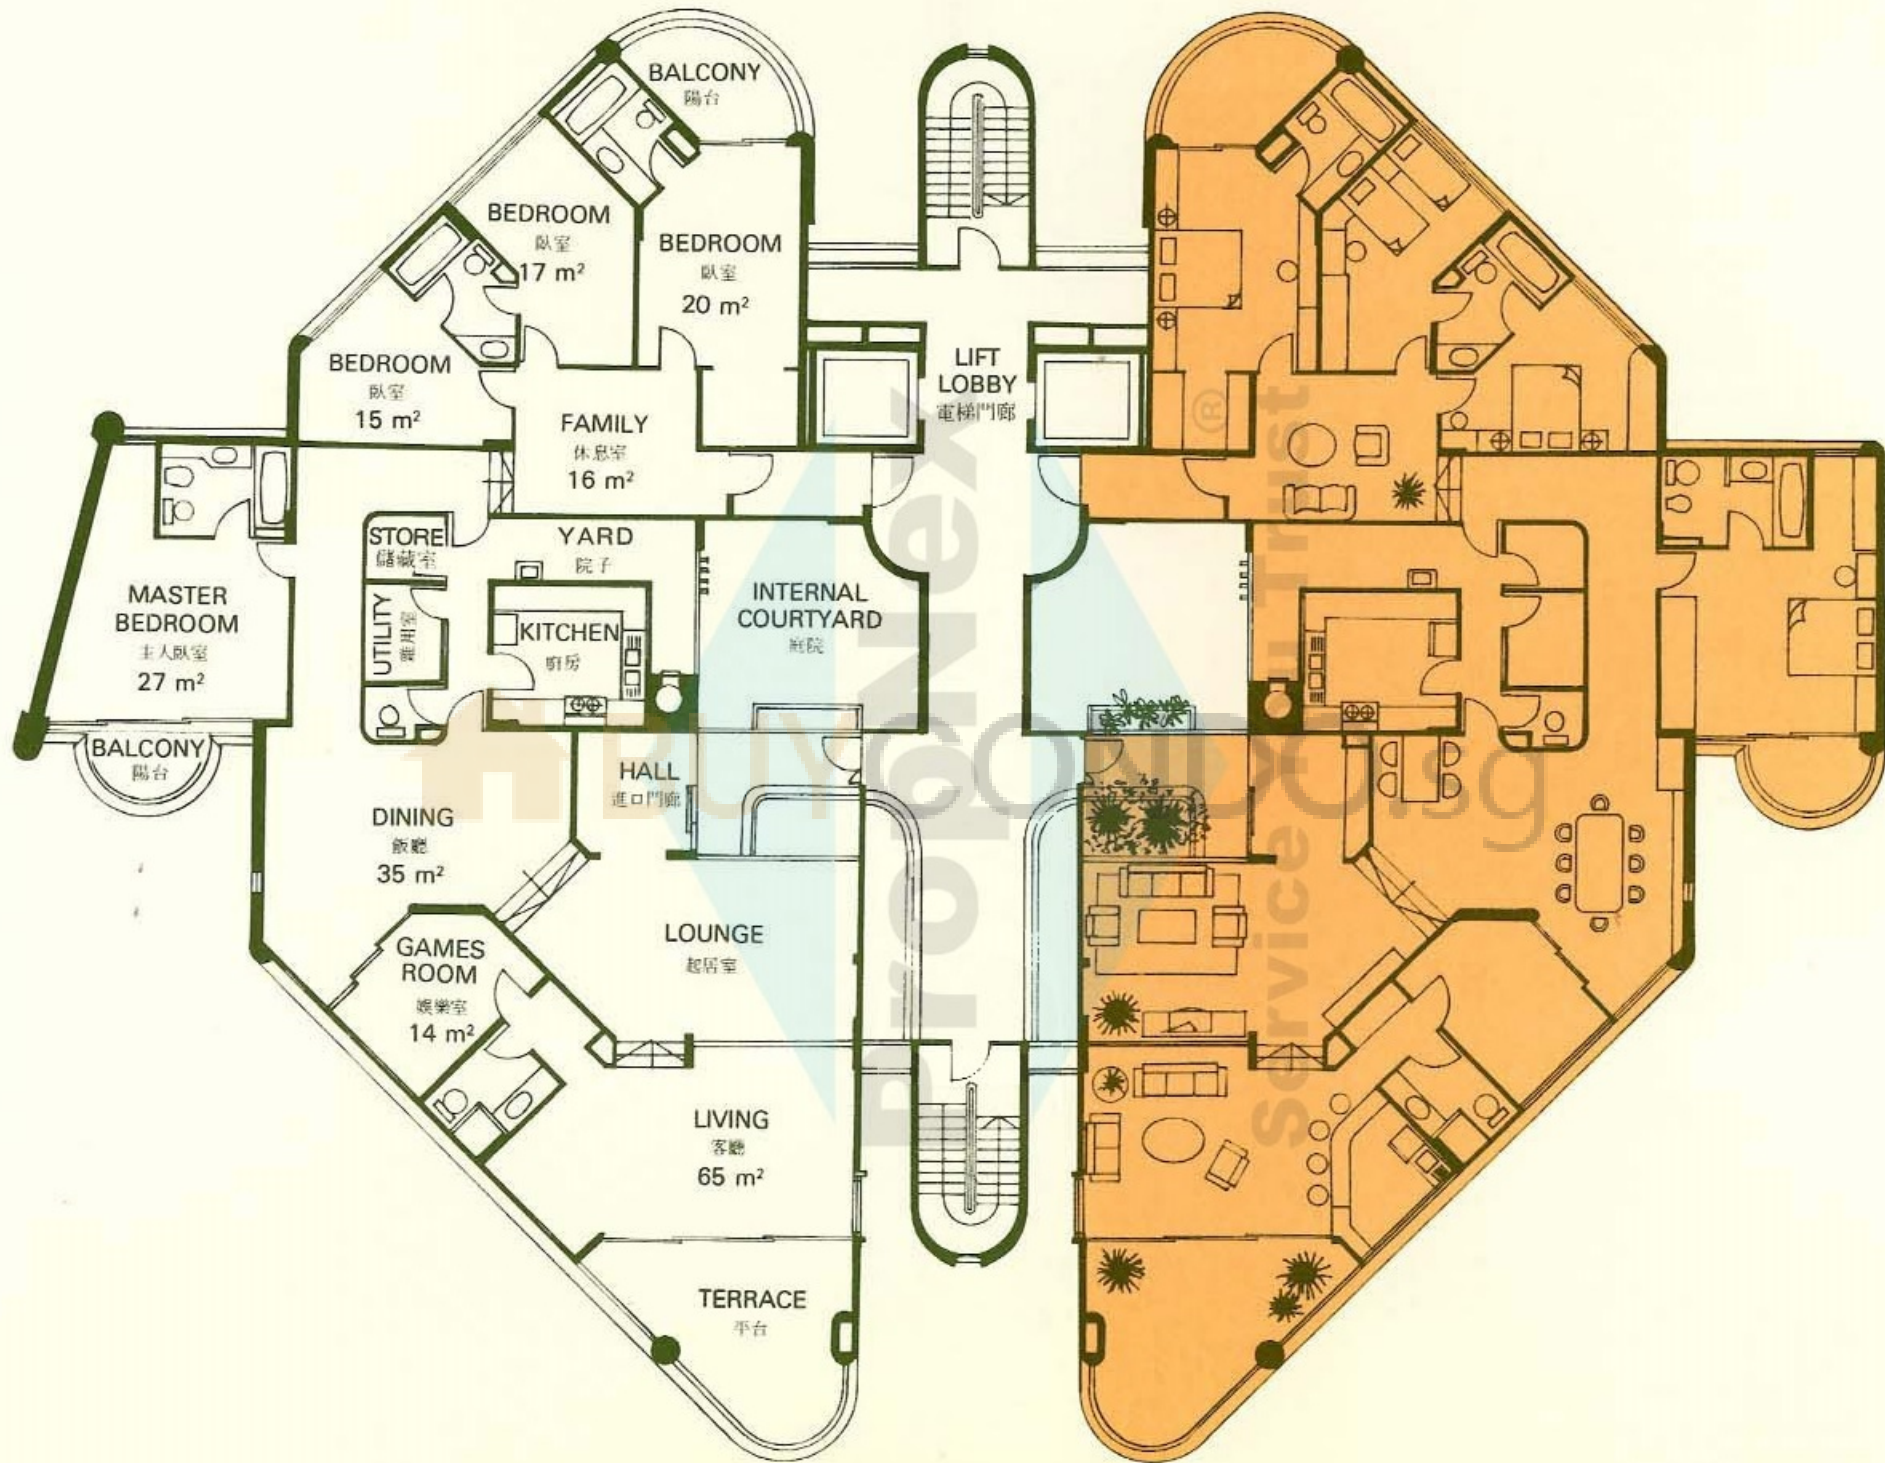 BALCONY
陽台
BEDROOM
臥室
17 m²
BEDROOM
臥室
20 m²
BEDROOM
臥室
15 m²
LIFT
LOBBY
電梯門廊
FAMILY
休息室
16 m²
STORE
儲藏室
YARD
院子
MASTER
BEDROOM
主人臥室
27 m²
UTILITY
KITCHEN
廚房
INTERNAL
COURTYARD
庭院
BALCONY
陽台
HALL
進口門廊
DINING
飯廳
35 m²
LOUNGE
起居室
GAMES
ROOM
娛樂室
14 m²
LIVING
客廳
65 m²
TERRACE
平台
BUYCONDO.sg
PropNex
®
Service You Trust